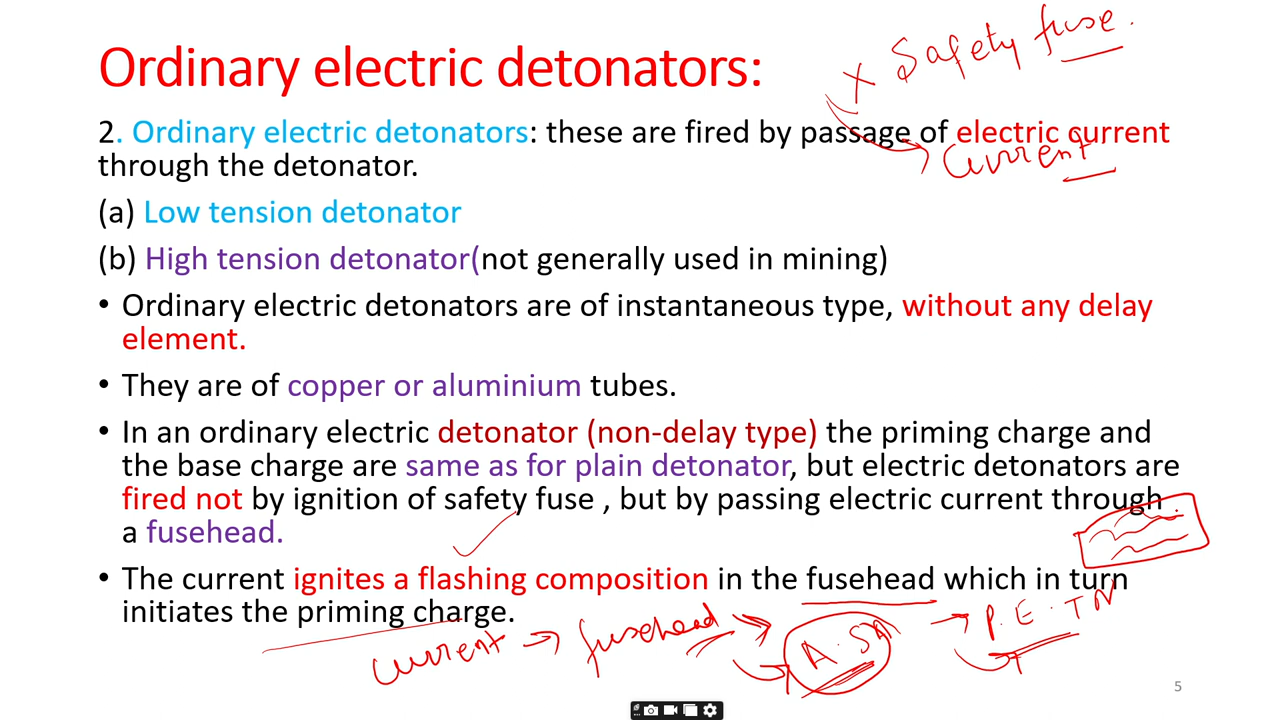 Ordinary electric detonators:
× Safety fuse.
2. Ordinary electric detonators: these are fired by passage of electric current
current
through the detonator.
(a) Low tension detonator
(b) High tension detonator(not generally used in mining)
• Ordinary electric detonators are of instantaneous type, without any delay
element.
• They are of copper or aluminium tubes.
• In an ordinary electric detonator (non-delay type) the priming charge and
the base charge are same as for plain detonator, but electric detonators are
fired not by ignition of safety fuse , but by passing electric current through
a fusehead.
• The current ignites a flashing composition in the fusehead which in turn
initiates the priming charge.
current → fusehead → A.SA → P.E.TN
5